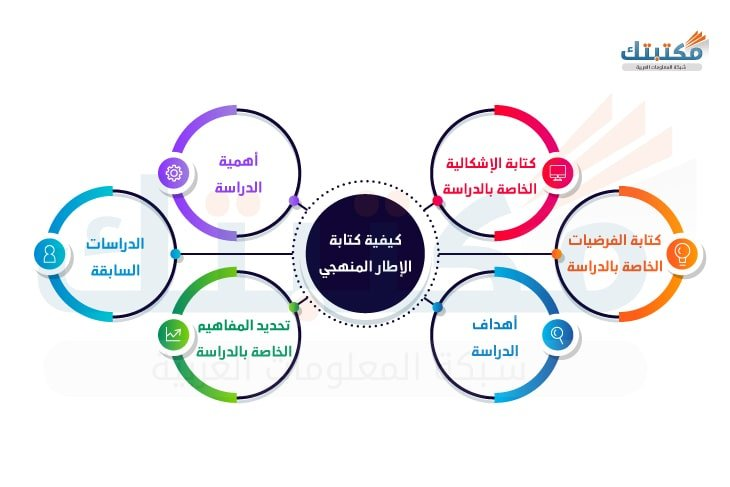 مكتبتك
شبكة المعلومات العربية
كتابة الإشكالية
الخاصة بالدراسة
أهمية
الدراسة
كتابة الفرضيات
الخاصة بالدراسة
كيفية كتابة
الإطار المنهجي
الدراسات
السابقة
أهداف
الدراسة
تحديد المفاهيم
الخاصة بالدراسة
مكتبتك
شبكة المعلومات العربية